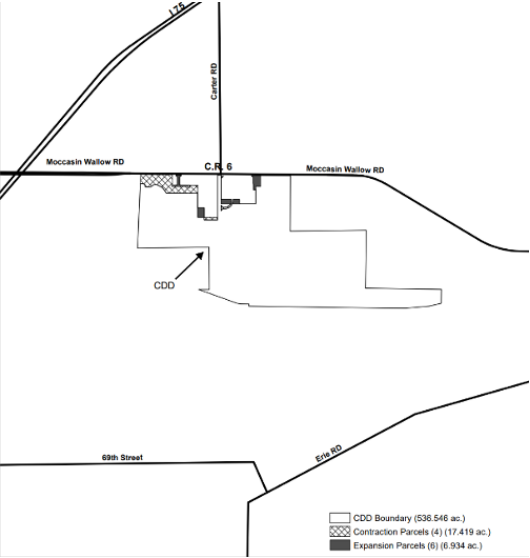 I-75
Carter RD
Moccasin Wallow RD
C.R. 6
Moccasin Wallow RD
CDD
69th Street
Erie RD
CDD Boundary (536.546 ac.)
Contraction Parcels (4) (17.419 ac.)
Expansion Parcels (6) (6.934 ac.)